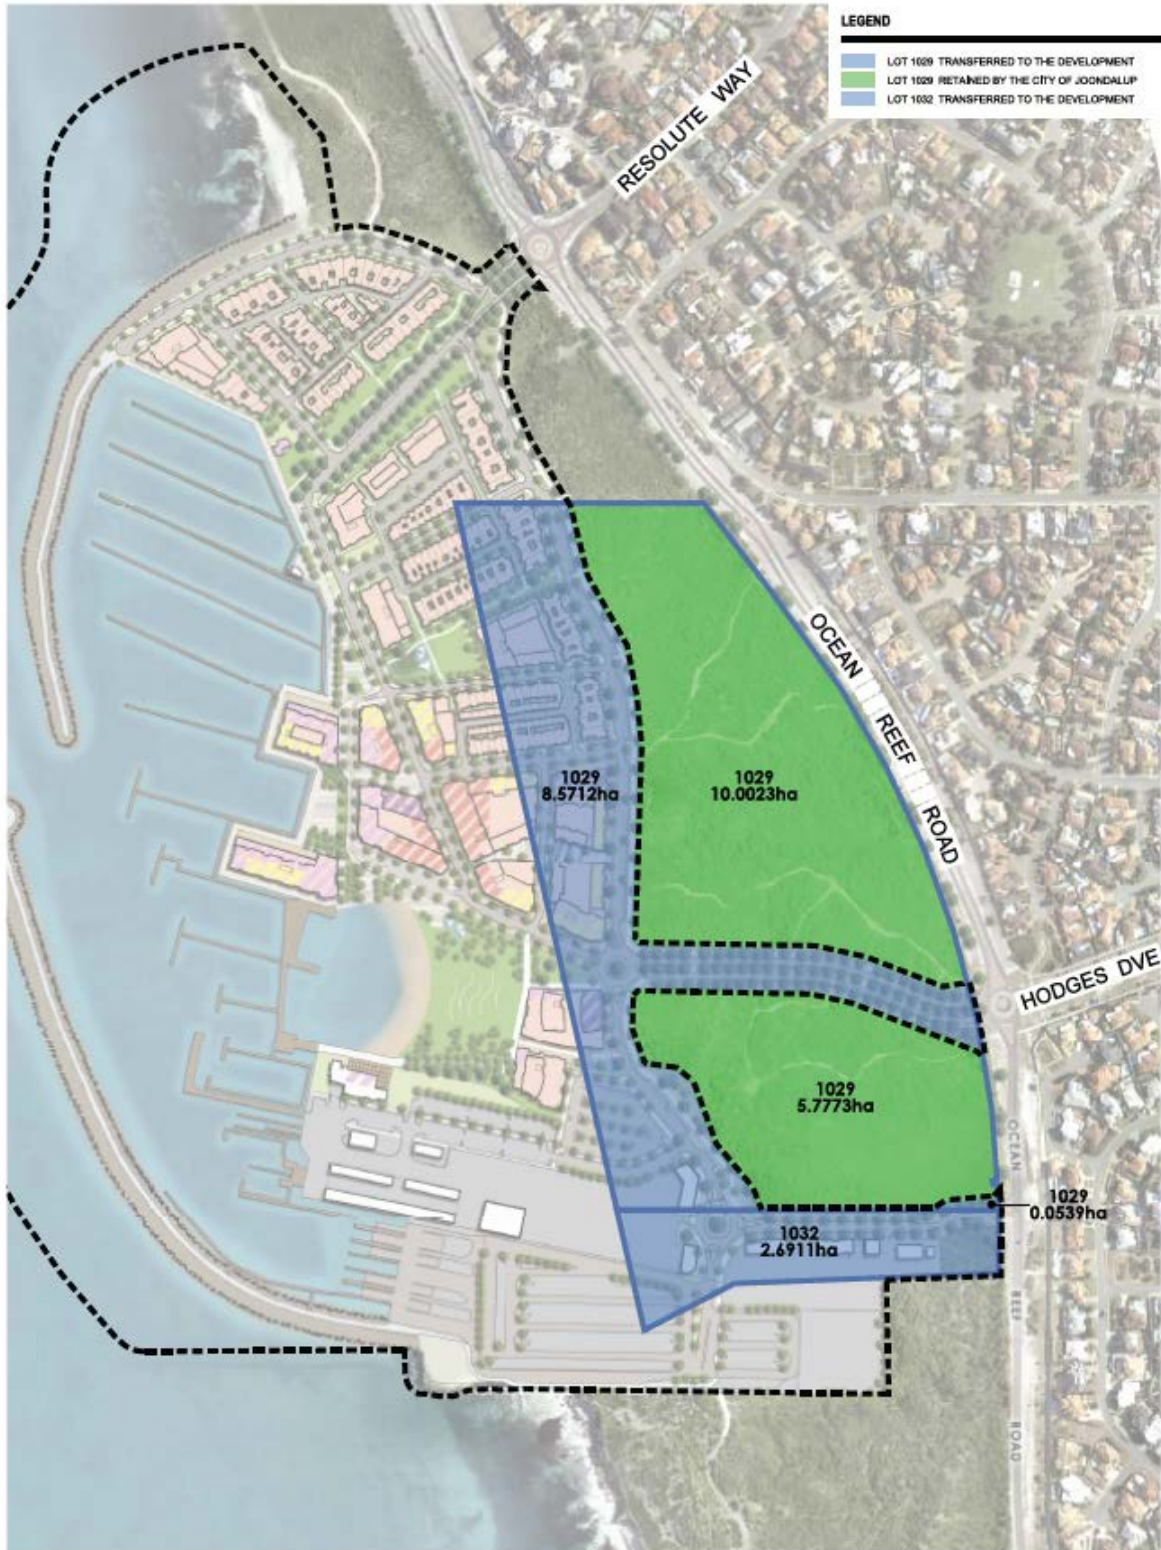 LEGEND
LOT 1029 TRANSFERRED TO THE DEVELOPMENT
LOT 1029 RETAINED BY THE CITY OF JOONDALUP
LOT 1032 TRANSFERRED TO THE DEVELOPMENT
RESOLUTE WAY
OCEAN REEF ROAD
1029
8.5712ha
1029
10.0023ha
HODGES DVE
1029
5.7773ha
OCEAN REEF ROAD
1029
0.0539ha
1032
2.6911ha